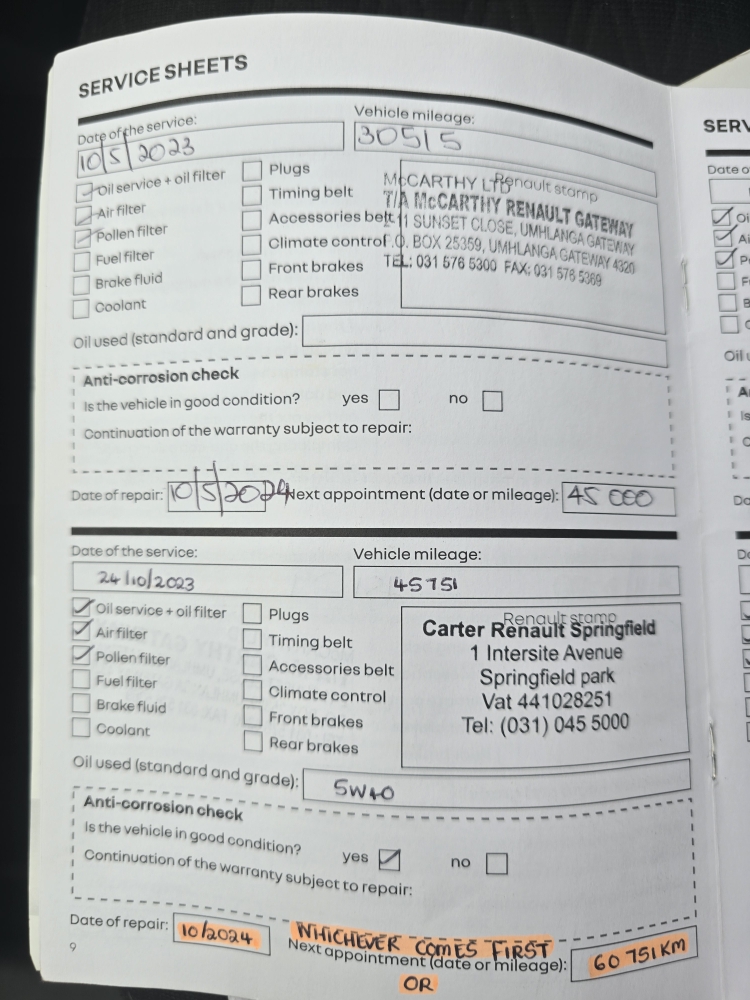 SERVICE SHEETS
Date of the service:
10/5/2023
Vehicle mileage:
30515
Oil service + oil filter
Air filter
Pollen filter
Fuel filter
Brake fluid
Coolant
Plugs
Timing belt
Accessories belt
Climate control
Front brakes
Rear brakes
Renault stamp
McCARTHY LTD
T/A McCARTHY RENAULT GATEWAY
11 SUNSET CLOSE, UMHLANGA GATEWAY
P.O. BOX 25359, UMHLANGA GATEWAY 4320
TEL: 031 576 5300 FAX: 031 576 5369
Oil used (standard and grade):
Anti-corrosion check
Is the vehicle in good condition? yes no
Continuation of the warranty subject to repair:
Date of repair: 10/5/2024 Next appointment (date or mileage): 45 000
Date of the service:
24/10/2023
Vehicle mileage:
45751
Oil service + oil filter
Air filter
Pollen filter
Fuel filter
Brake fluid
Coolant
Plugs
Timing belt
Accessories belt
Climate control
Front brakes
Rear brakes
Renault stamp
Carter Renault Springfield
1 Intersite Avenue
Springfield park
Vat 441028251
Tel: (031) 045 5000
Oil used (standard and grade): 5W40
Anti-corrosion check
Is the vehicle in good condition? yes no
Continuation of the warranty subject to repair:
Date of repair: 10/2024
WHICHEVER COMES FIRST
Next appointment (date or mileage): 60 751KM
OR
9
SERV
Date o
Oi
Ai
P
F
B
C
Oil u
A
Is
C
Da
Da